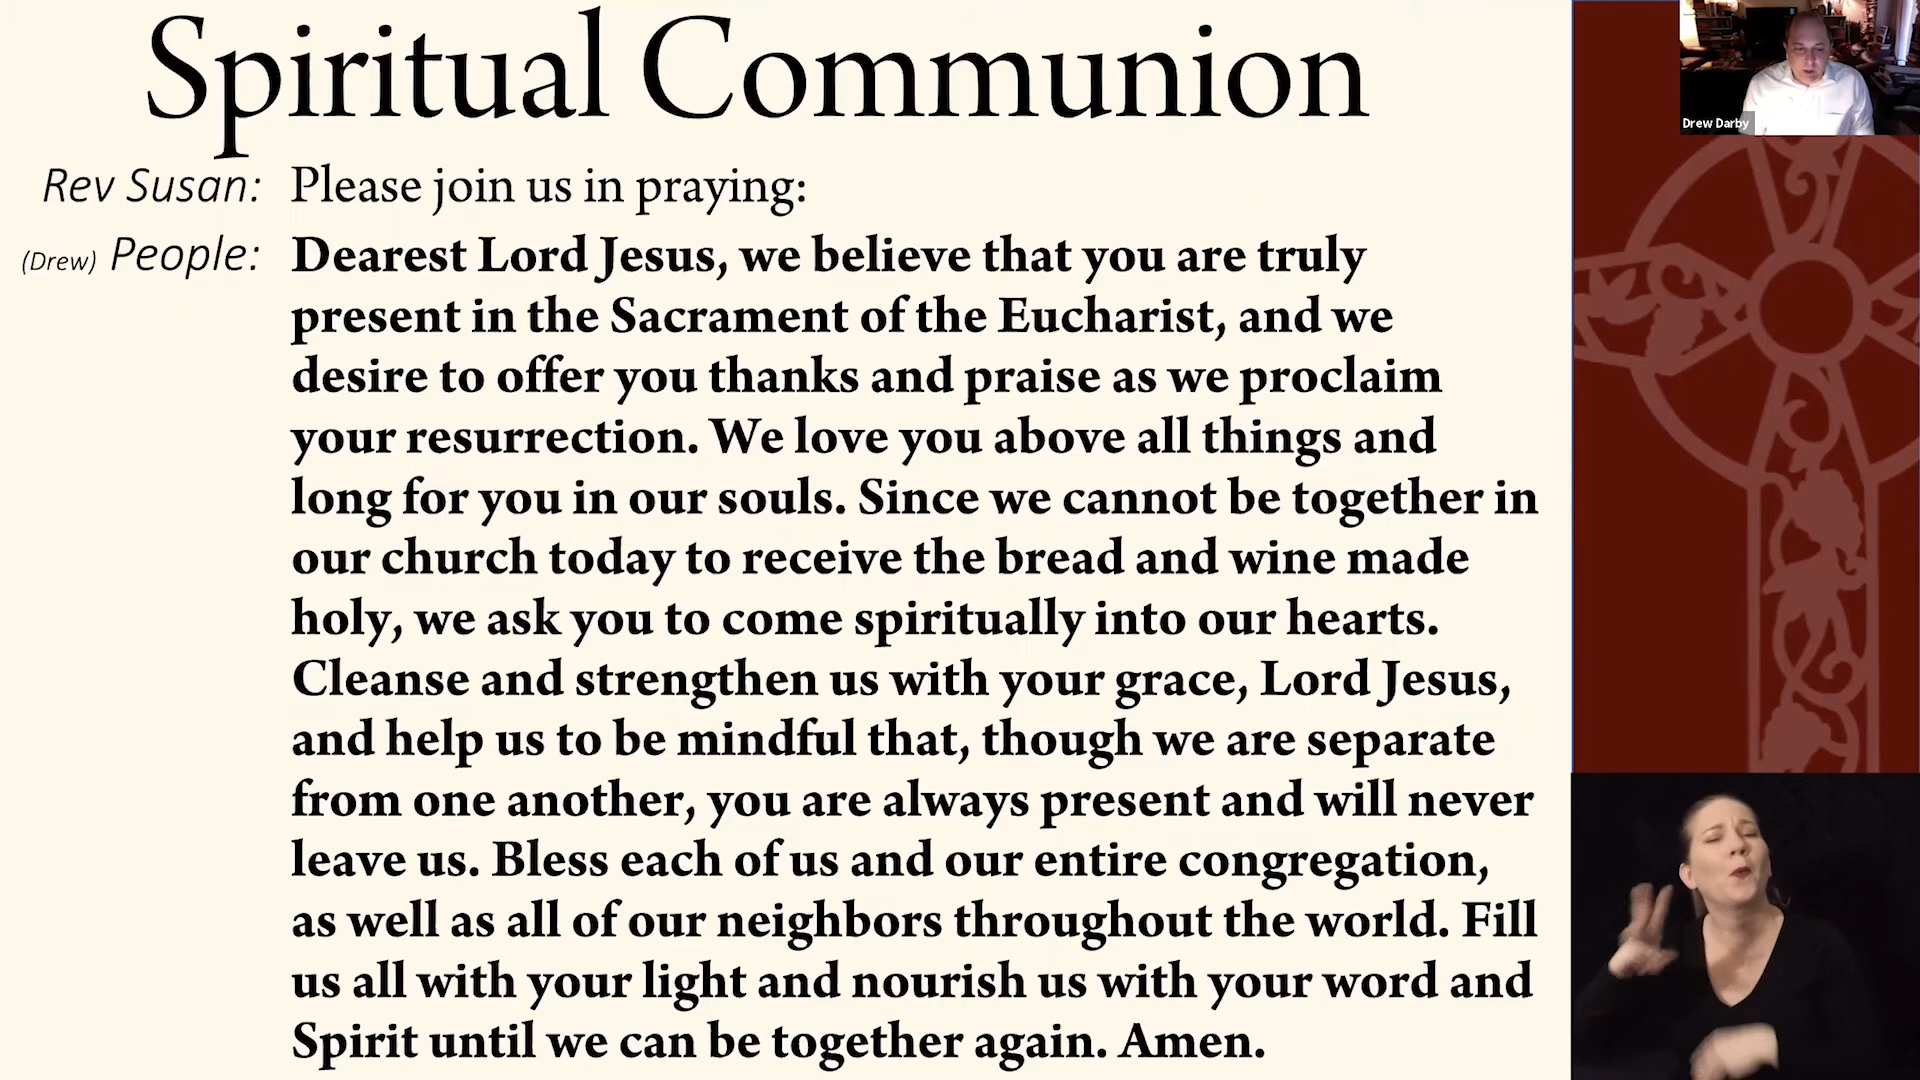 Spiritual Communion
Drew Darby
Rev Susan: Please join us in praying:
(Drew) People: Dearest Lord Jesus, we believe that you are truly
present in the Sacrament of the Eucharist, and we
desire to offer you thanks and praise as we proclaim
your resurrection. We love you above all things and
long for you in our souls. Since we cannot be together in
our church today to receive the bread and wine made
holy, we ask you to come spiritually into our hearts.
Cleanse and strengthen us with your grace, Lord Jesus,
and help us to be mindful that, though we are separate
from one another, you are always present and will never
leave us. Bless each of us and our entire congregation,
as well as all of our neighbors throughout the world. Fill
us all with your light and nourish us with your word and
Spirit until we can be together again. Amen.